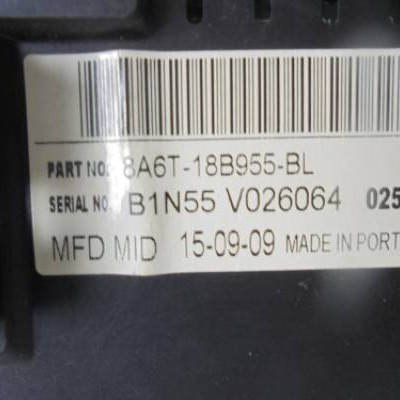 PART NO: 8A6T-18B955-BL
SERIAL NO. B1N55 V026064 025
MFD MID 15-09-09 MADE IN PORT